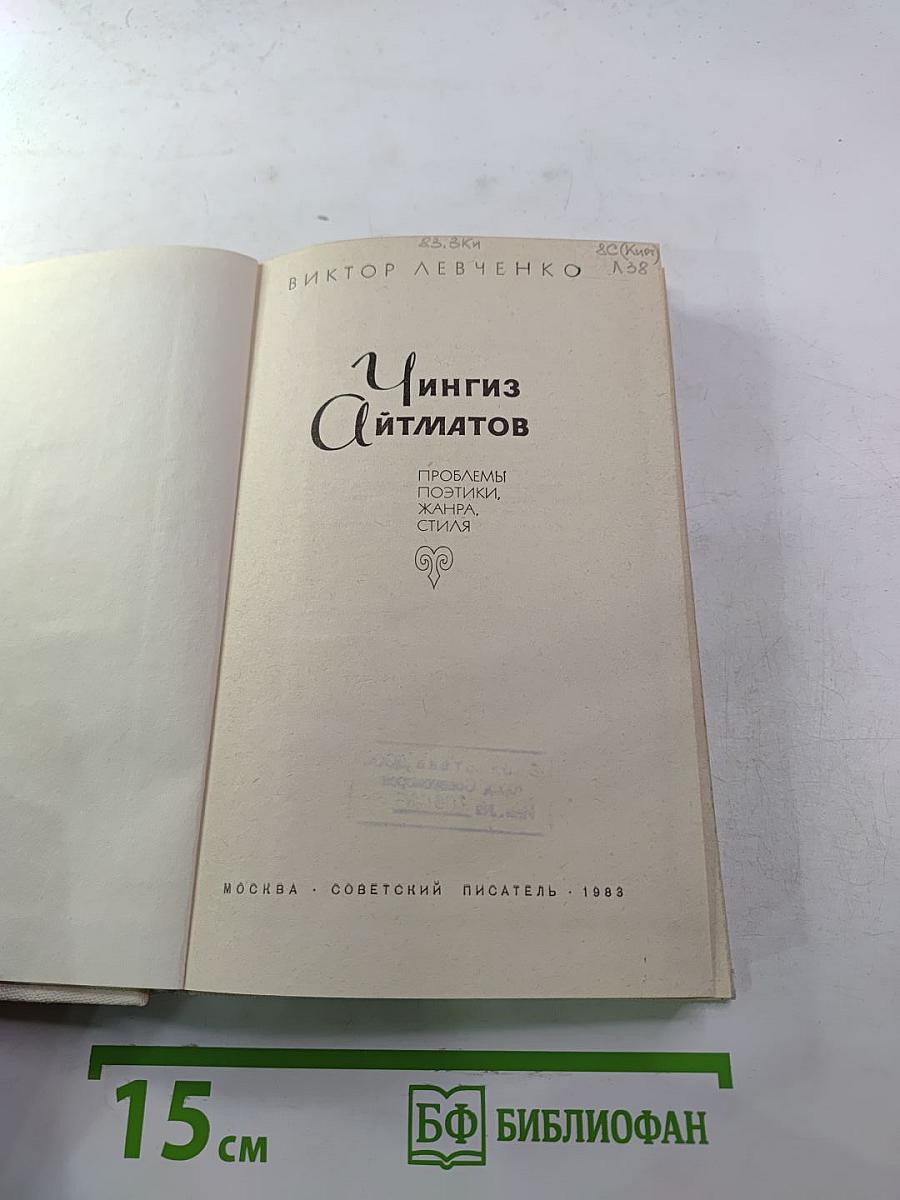 83.3Ки
8С(Кирг)
Л38
ВИКТОР ЛЕВЧЕНКО
Чингиз
Айтматов
ПРОБЛЕМЫ
ПОЭТИКИ,
ЖАНРА,
СТИЛЯ
МОСКВА · СОВЕТСКИЙ ПИСАТЕЛЬ · 1983
15 см
БФ БИБЛИОФАН